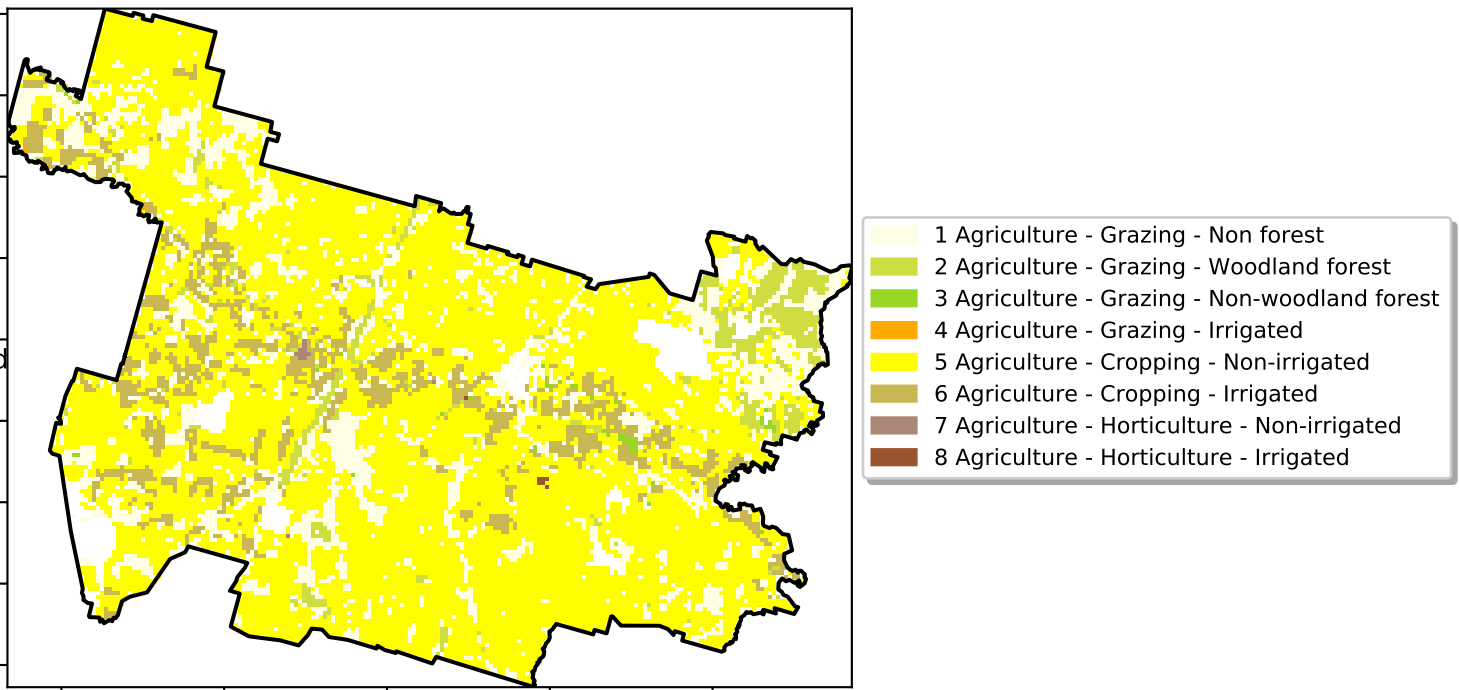 d
1 Agriculture - Grazing - Non forest
2 Agriculture - Grazing - Woodland forest
3 Agriculture - Grazing - Non-woodland forest
4 Agriculture - Grazing - Irrigated
5 Agriculture - Cropping - Non-irrigated
6 Agriculture - Cropping - Irrigated
7 Agriculture - Horticulture - Non-irrigated
8 Agriculture - Horticulture - Irrigated